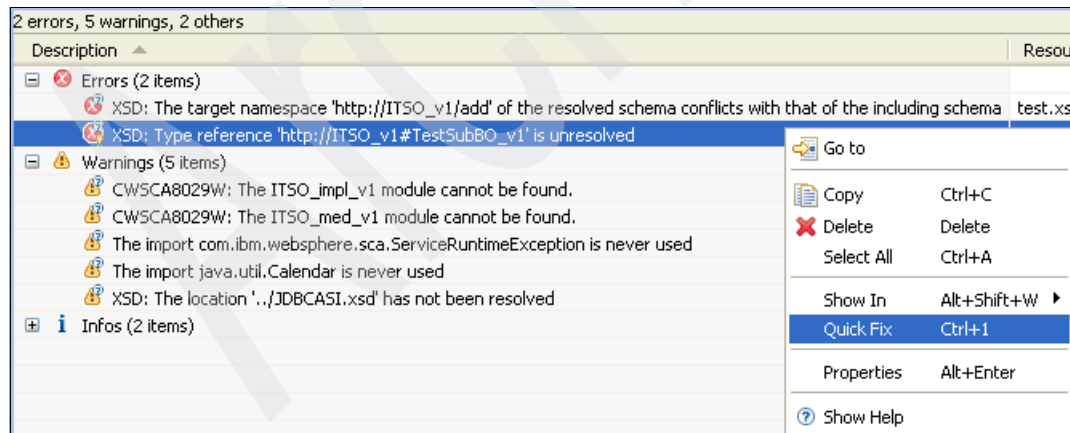 2 errors, 5 warnings, 2 others
Description Resou
Errors (2 items)
XSD: The target namespace 'http://ITSO_v1/add' of the resolved schema conflicts with that of the including schema test.xs
XSD: Type reference 'http://ITSO_v1#TestSubBO_v1' is unresolved
Warnings (5 items)
CWSCA8029W: The ITSO_impl_v1 module cannot be found.
CWSCA8029W: The ITSO_med_v1 module cannot be found.
The import com.ibm.websphere.sca.ServiceRuntimeException is never used
The import java.util.Calendar is never used
XSD: The location '../JDBCASI.xsd' has not been resolved
Infos (2 items)
Go to
Copy Ctrl+C
Delete Delete
Select All Ctrl+A
Show In Alt+Shift+W
Quick Fix Ctrl+1
Properties Alt+Enter
Show Help